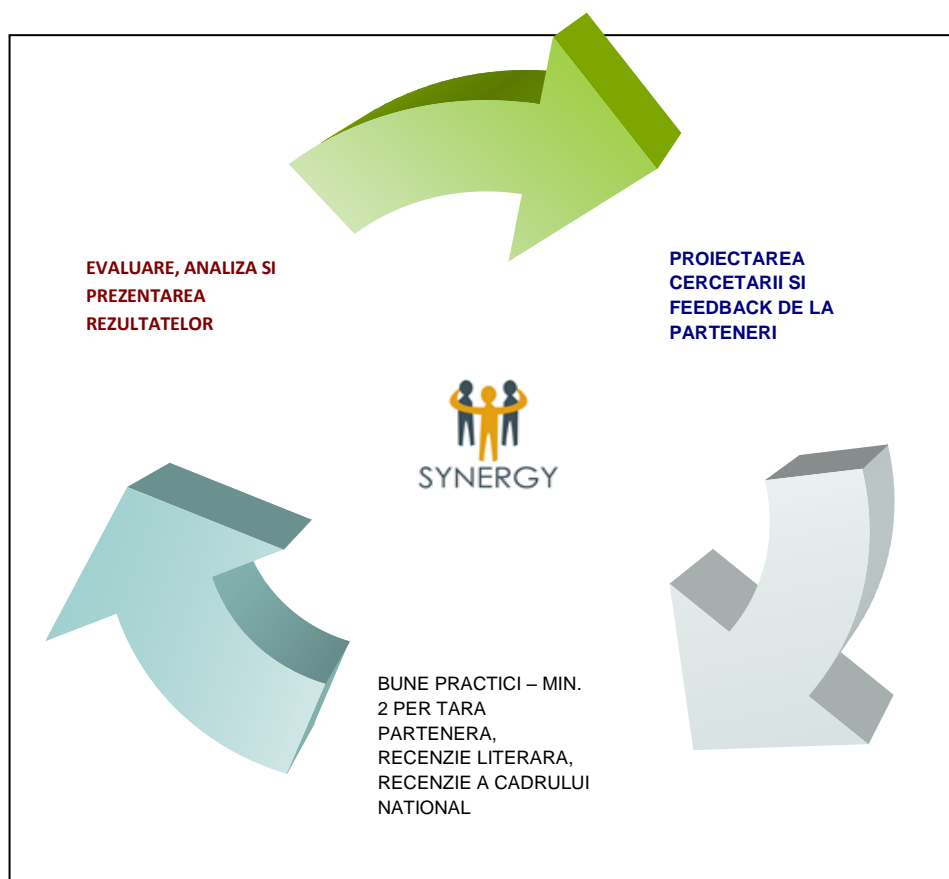 EVALUARE, ANALIZA SI
PREZENTAREA
REZULTATELOR
PROIECTAREA
CERCETARII SI
FEEDBACK DE LA
PARTENERI
SYNERGY
BUNE PRACTICI – MIN.
2 PER TARA
PARTENERA,
RECENZIE LITERARA,
RECENZIE A CADRULUI
NATIONAL